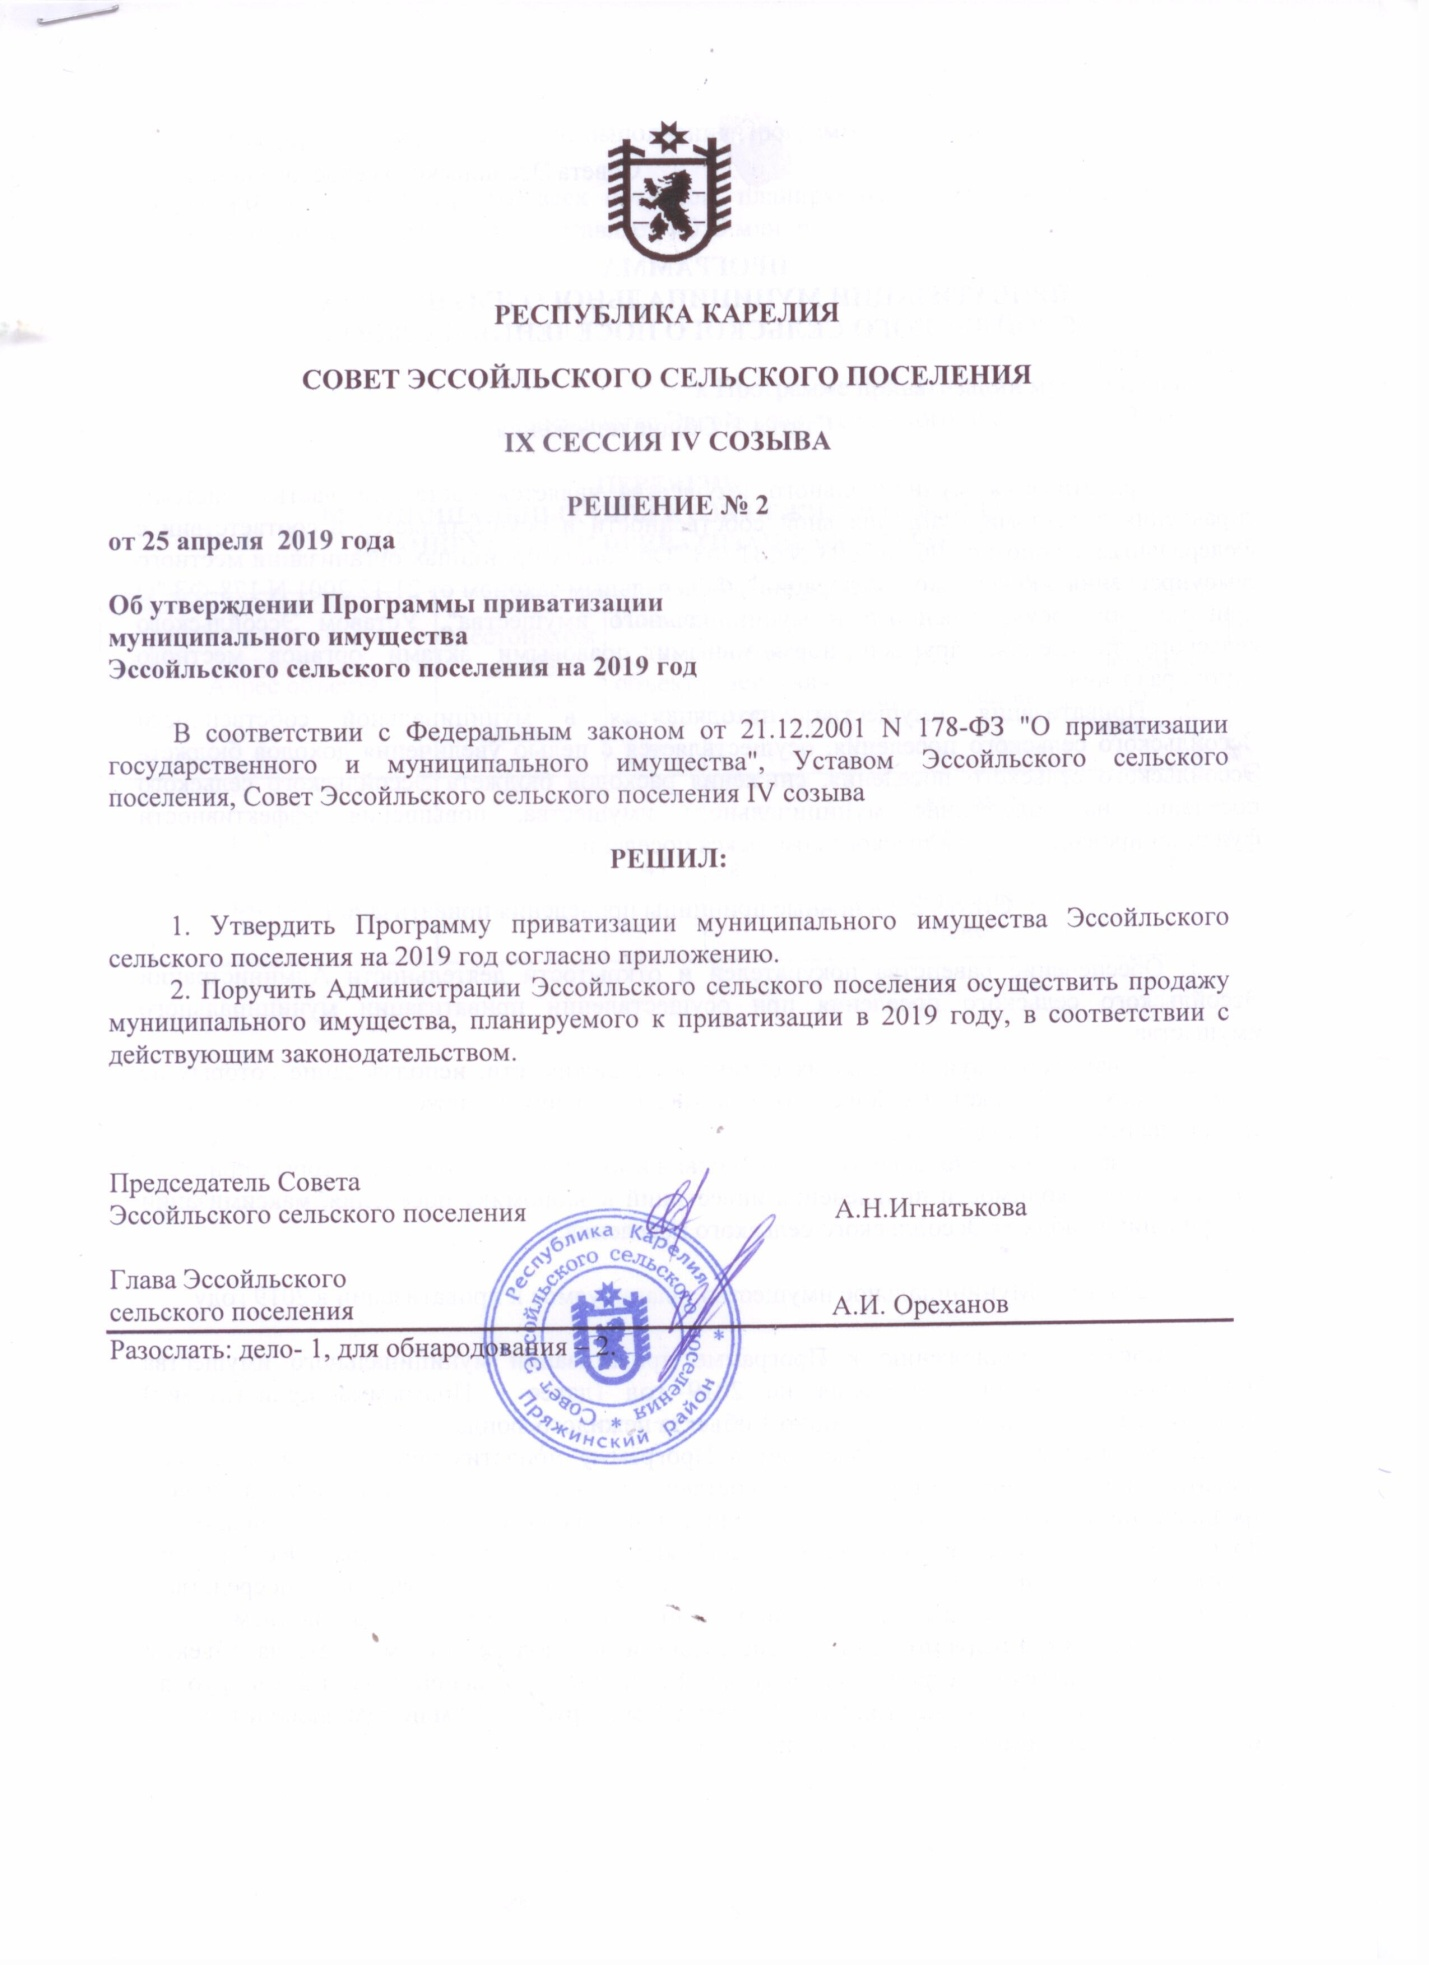 РЕСПУБЛИКА КАРЕЛИЯ
СОВЕТ ЭССОЙЛЬСКОГО СЕЛЬСКОГО ПОСЕЛЕНИЯ
IX СЕССИЯ IV СОЗЫВА
РЕШЕНИЕ № 2
от 25 апреля 2019 года
Об утверждении Программы приватизации
муниципального имущества
Эссойльского сельского поселения на 2019 год
В соответствии с Федеральным законом от 21.12.2001 N 178-ФЗ "О приватизации
государственного и муниципального имущества", Уставом Эссойльского сельского
поселения, Совет Эссойльского сельского поселения IV созыва
РЕШИЛ:
1. Утвердить Программу приватизации муниципального имущества Эссойльского
сельского поселения на 2019 год согласно приложению.
2. Поручить Администрации Эссойльского сельского поселения осуществить продажу
муниципального имущества, планируемого к приватизации в 2019 году, в соответствии с
действующим законодательством.
Председатель Совета
Эссойльского сельского поселения А.Н.Игнатькова
Глава Эссойльского
сельского поселения А.И. Ореханов
Разослать: дело- 1, для обнародования – 2.
Республика Карелия
Пряжинский район
Совет Эссойльского сельского поселения